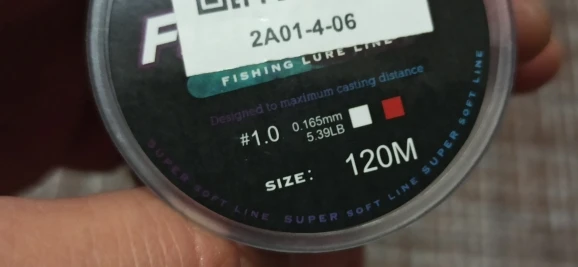 2A01-4-06
FISHING LURE LINE
Designed to maximum casting distance
#1.0 0.165mm
5.39LB
SIZE: 120M
SUPER SOFT LINE SUPER SOFT LINE SUPER SOFT LINE